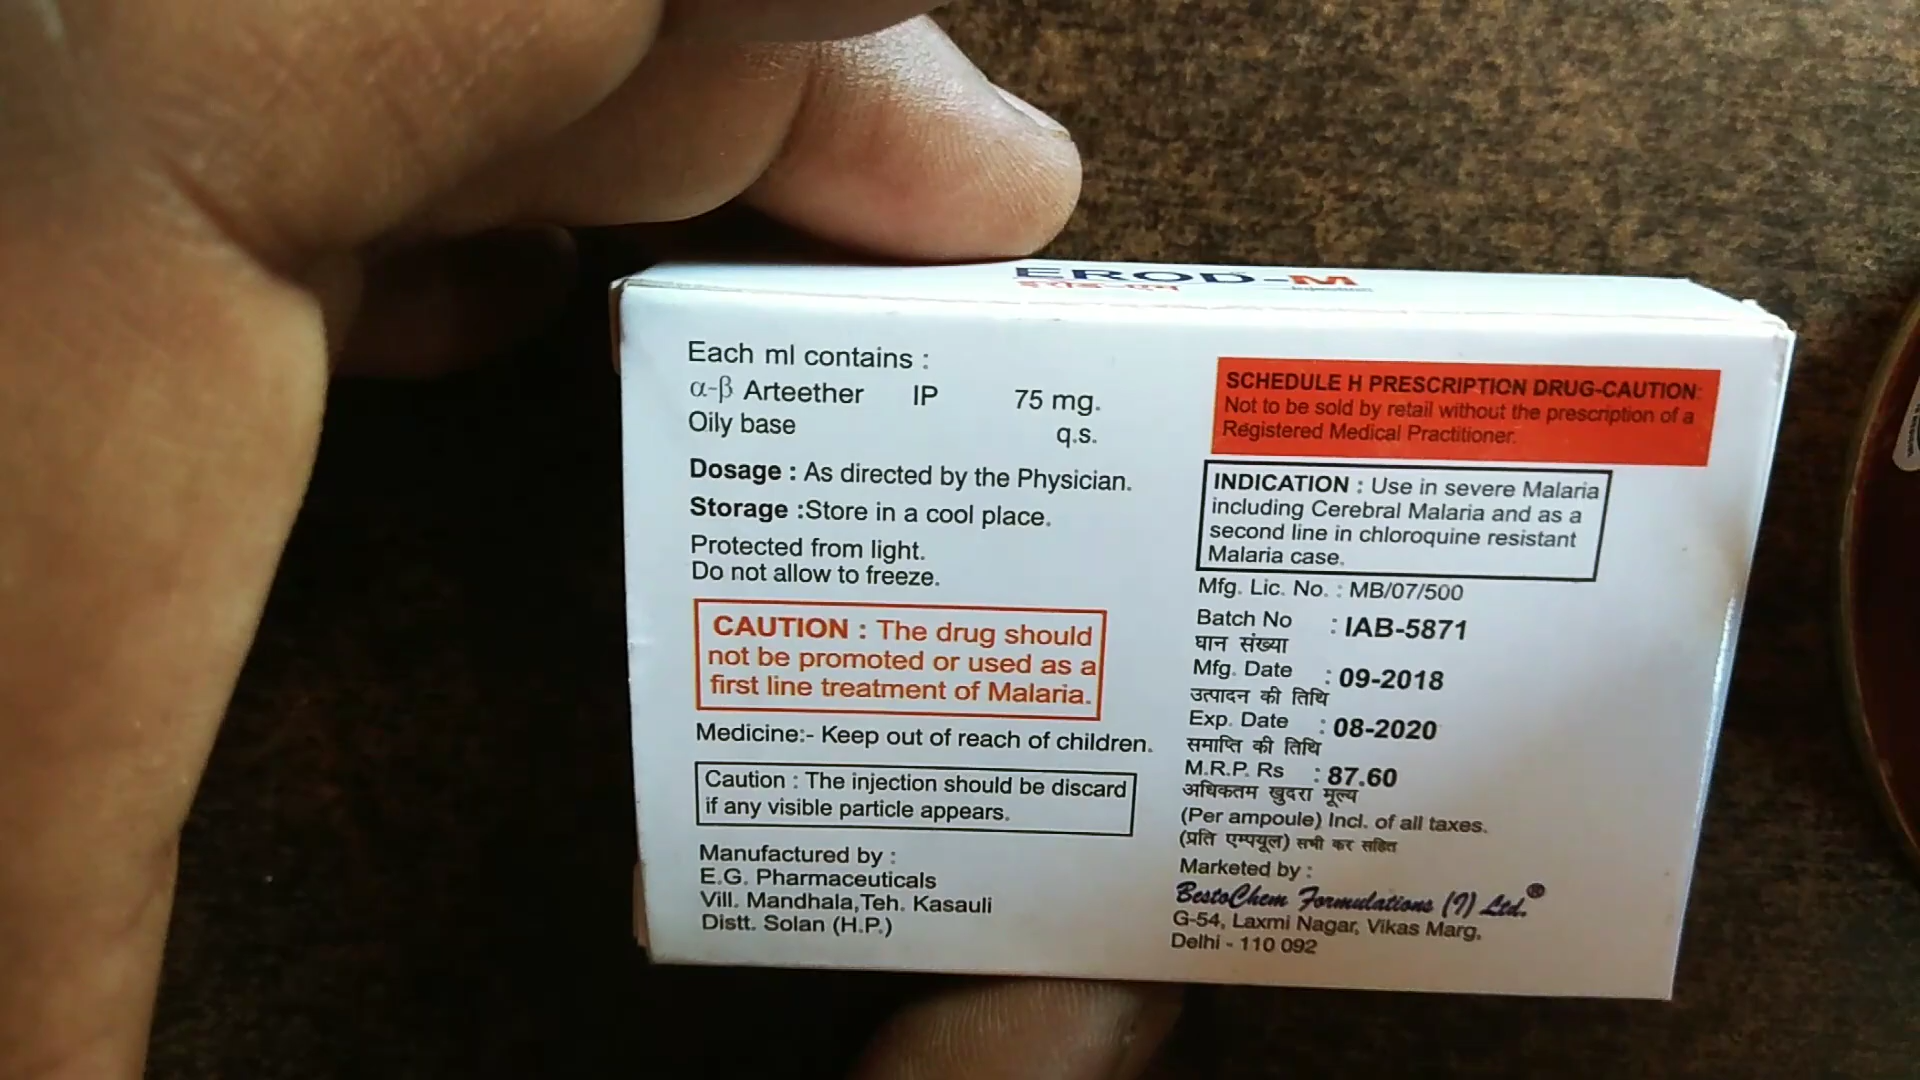 EROD-M
इरोड-एम
Each ml contains :
α-β Arteether IP 75 mg.
Oily base q.s.
Dosage : As directed by the Physician.
Storage :Store in a cool place.
Protected from light.
Do not allow to freeze.
CAUTION : The drug should
not be promoted or used as a
first line treatment of Malaria.
Medicine:- Keep out of reach of children.
Caution : The injection should be discard
if any visible particle appears.
Manufactured by :
E.G. Pharmaceuticals
Vill. Mandhala,Teh. Kasauli
Distt. Solan (H.P.)
SCHEDULE H PRESCRIPTION DRUG-CAUTION:
Not to be sold by retail without the prescription of a
Registered Medical Practitioner.
INDICATION : Use in severe Malaria
including Cerebral Malaria and as a
second line in chloroquine resistant
Malaria case.
Mfg. Lic. No. : MB/07/500
Batch No : IAB-5871
घान संख्या
Mfg. Date : 09-2018
उत्पादन की तिथि
Exp. Date : 08-2020
समाप्ति की तिथि
M.R.P. Rs : 87.60
अधिकतम खुदरा मूल्य
(Per ampoule) Incl. of all taxes.
(प्रति एम्पयूल) सभी कर सहित
Marketed by :
BestoChem Formulations (I) Ltd.®
G-54, Laxmi Nagar, Vikas Marg,
Delhi - 110 092